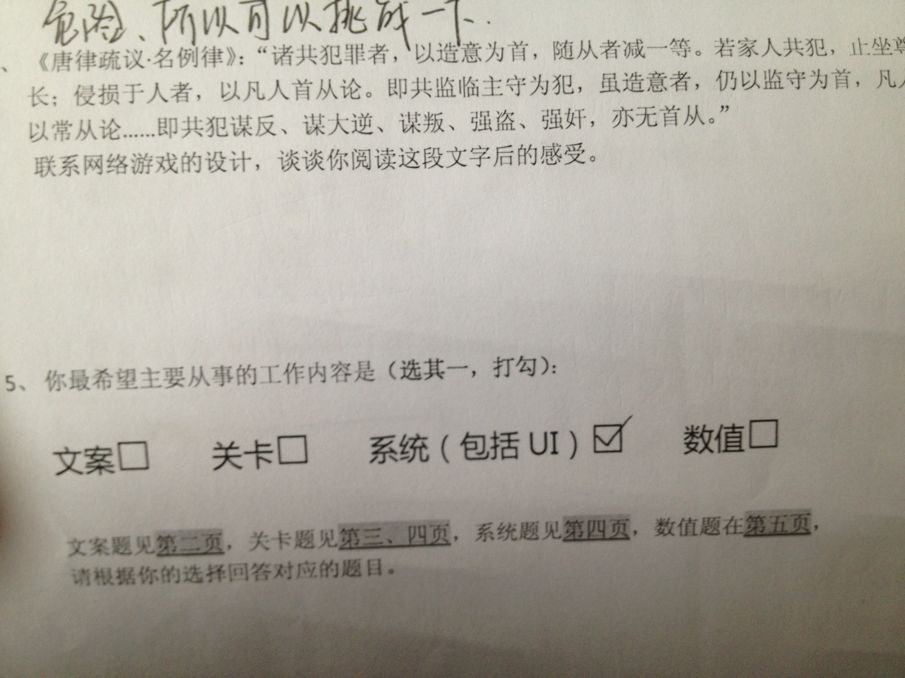 危险、所以可以挑战一下.
、《唐律疏议·名例律》：“诸共犯罪者，以造意为首，随从者减一等。若家人共犯，止坐尊
长；侵损于人者，以凡人首从论。即共监临主守为犯，虽造意者，仍以监守为首，凡人
以常从论……即共犯谋反、谋大逆、谋叛、强盗、强奸，亦无首从。”
联系网络游戏的设计，谈谈你阅读这段文字后的感受。
5、你最希望主要从事的工作内容是（选其一，打勾）：
文案□ 关卡□ 系统（包括 UI）☑ 数值□
文案题见第二页，关卡题见第三、四页，系统题见第四页，数值题在第五页，
请根据你的选择回答对应的题目。